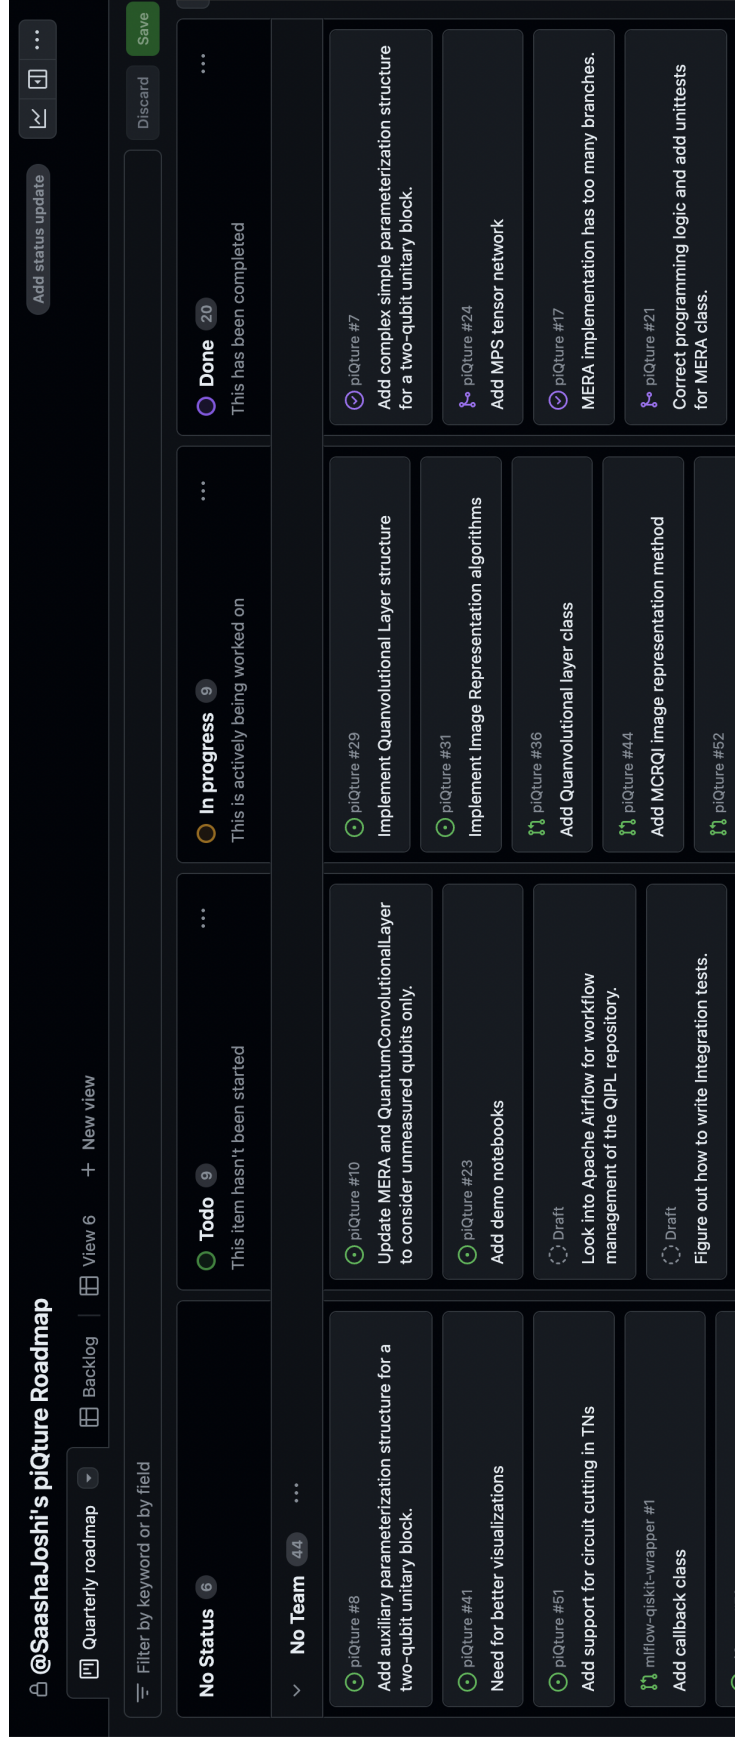 @SaashaJoshi's piQture Roadmap
Add status update
Quarterly roadmap
Backlog
View 6
New view
Filter by keyword or by field
Discard
Save
No Status 6
Todo 9
This item hasn't been started
In progress 9
This is actively being worked on
Done 20
This has been completed
No Team 44
piQture #8
Add auxiliary parameterization structure for a
two-qubit unitary block.
piQture #41
Need for better visualizations
piQture #51
Add support for circuit cutting in TNs
mlflow-qiskit-wrapper #1
Add callback class
piQture #10
Update MERA and QuantumConvolutionalLayer
to consider unmeasured qubits only.
piQture #23
Add demo notebooks
Draft
Look into Apache Airflow for workflow
management of the QIPL repository.
Draft
Figure out how to write Integration tests.
piQture #29
Implement Quanvolutional Layer structure
piQture #31
Implement Image Representation algorithms
piQture #36
Add Quanvolutional layer class
piQture #44
Add MCRQI image representation method
piQture #52
piQture #7
Add complex simple parameterization structure
for a two-qubit unitary block.
piQture #24
Add MPS tensor network
piQture #17
MERA implementation has too many branches.
piQture #21
Correct programming logic and add unittests
for MERA class.